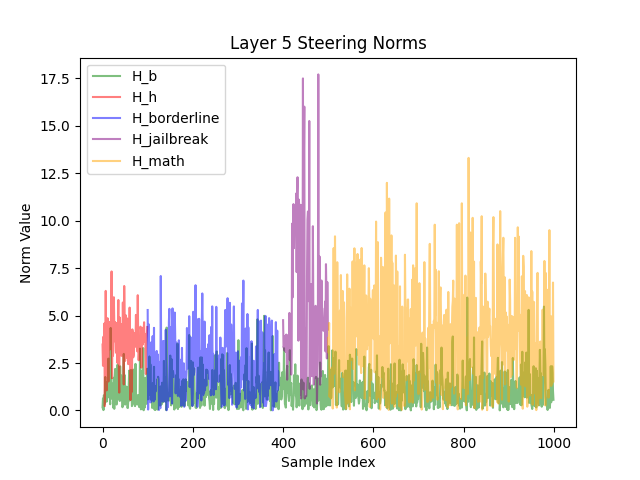 Layer 5 Steering Norms
H_b
H_h
H_borderline
H_jailbreak
H_math
Norm Value
17.5
15.0
12.5
10.0
7.5
5.0
2.5
0.0
0 200 400 600 800 1000
Sample Index